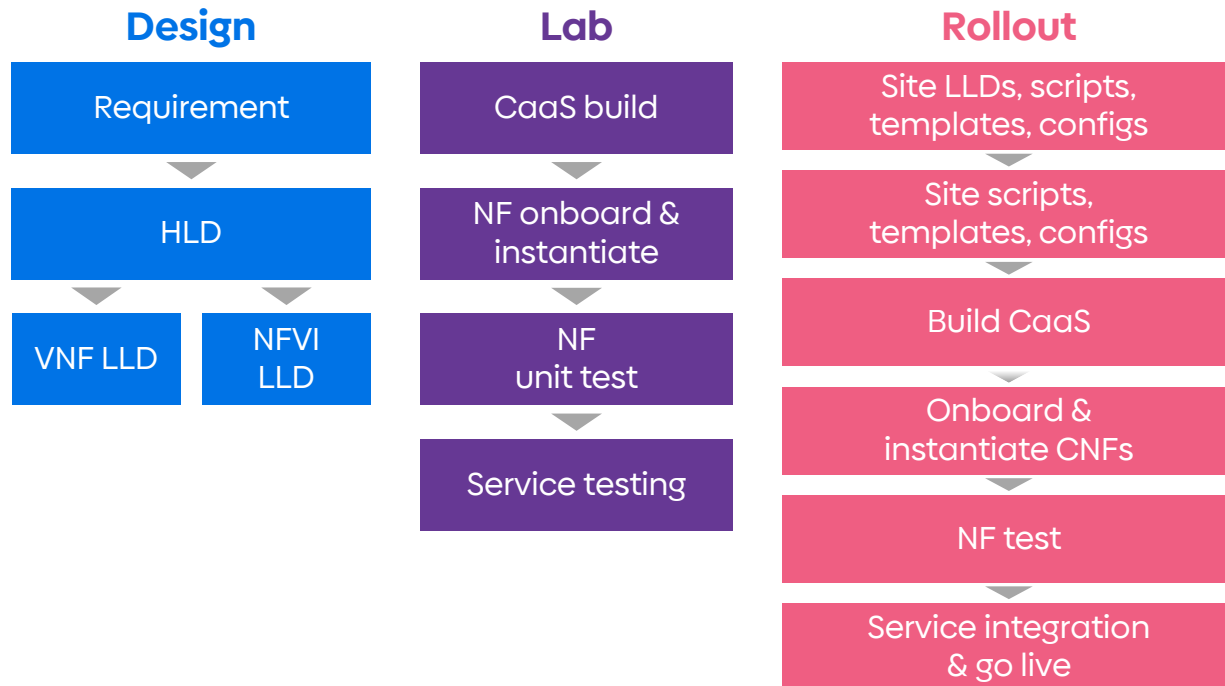 Design
Requirement
HLD
VNF LLD
NFVI
LLD
Lab
CaaS build
NF onboard &
instantiate
NF
unit test
Service testing
Rollout
Site LLDs, scripts,
templates, configs
Site scripts,
templates, configs
Build CaaS
Onboard &
instantiate CNFs
NF test
Service integration
& go live